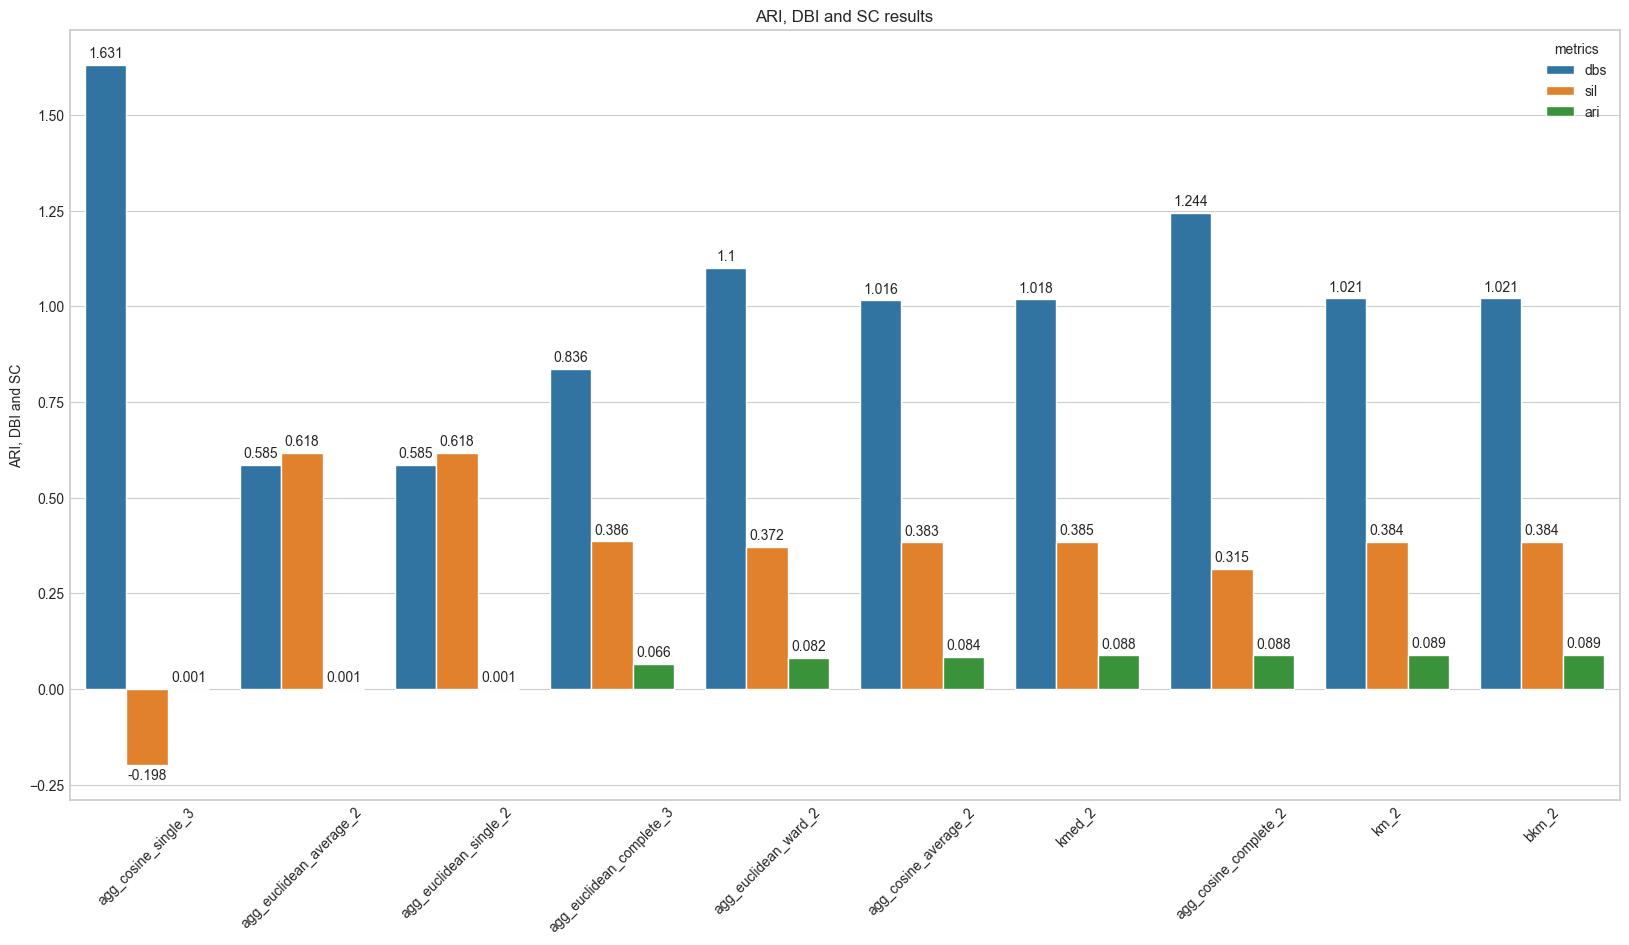 ARI, DBI and SC results
metrics
dbs
sil
ari
ARI, DBI and SC
1.50
1.25
1.00
0.75
0.50
0.25
0.00
−0.25
1.631
-0.198
0.001
0.585
0.618
0.001
0.585
0.618
0.001
0.836
0.386
0.066
1.1
0.372
0.082
1.016
0.383
0.084
1.018
0.385
0.088
1.244
0.315
0.088
1.021
0.384
0.089
1.021
0.384
0.089
agg_cosine_single_3
agg_euclidean_average_2
agg_euclidean_single_2
agg_euclidean_complete_3
agg_euclidean_ward_2
agg_cosine_average_2
kmed_2
agg_cosine_complete_2
km_2
bkm_2